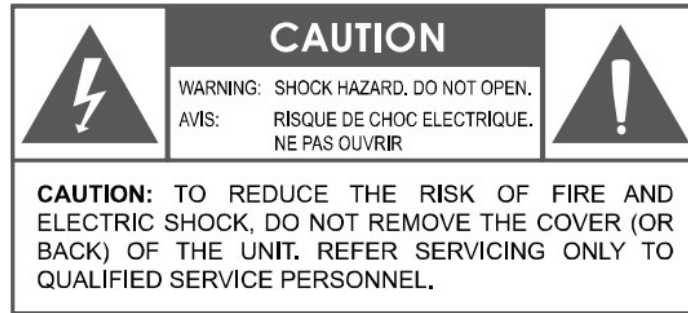 CAUTION
WARNING: SHOCK HAZARD. DO NOT OPEN.
AVIS: RISQUE DE CHOC ELECTRIQUE.
NE PAS OUVRIR
CAUTION: TO REDUCE THE RISK OF FIRE AND
ELECTRIC SHOCK, DO NOT REMOVE THE COVER (OR
BACK) OF THE UNIT. REFER SERVICING ONLY TO
QUALIFIED SERVICE PERSONNEL.